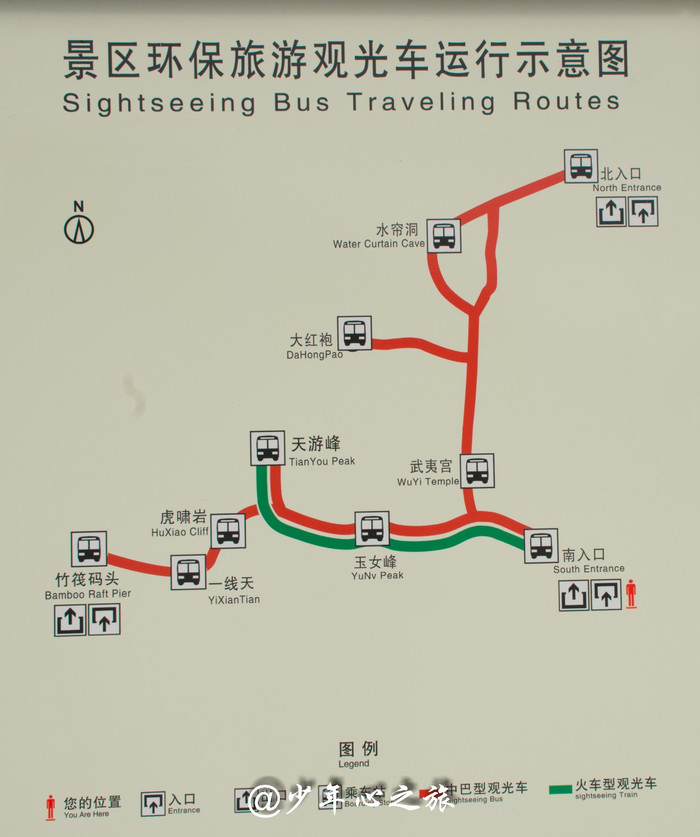 景区环保旅游观光车运行示意图
Sightseeing Bus Traveling Routes
北入口
North Entrance
N
水帘洞
Water Curtain Cave
大红袍
DaHongPao
天游峰
TianYou Peak
武夷宫
WuYi Temple
虎啸岩
HuXiao Cliff
南入口
South Entrance
玉女峰
YuNv Peak
竹筏码头
Bamboo Raft Pier
一线天
YiXianTian
图例
Legend
您的位置
You Are Here
入口
Entrance
乘车站
中巴型观光车
Sightseeing Bus
火车型观光车
sightseeing Train
@少年心之旅